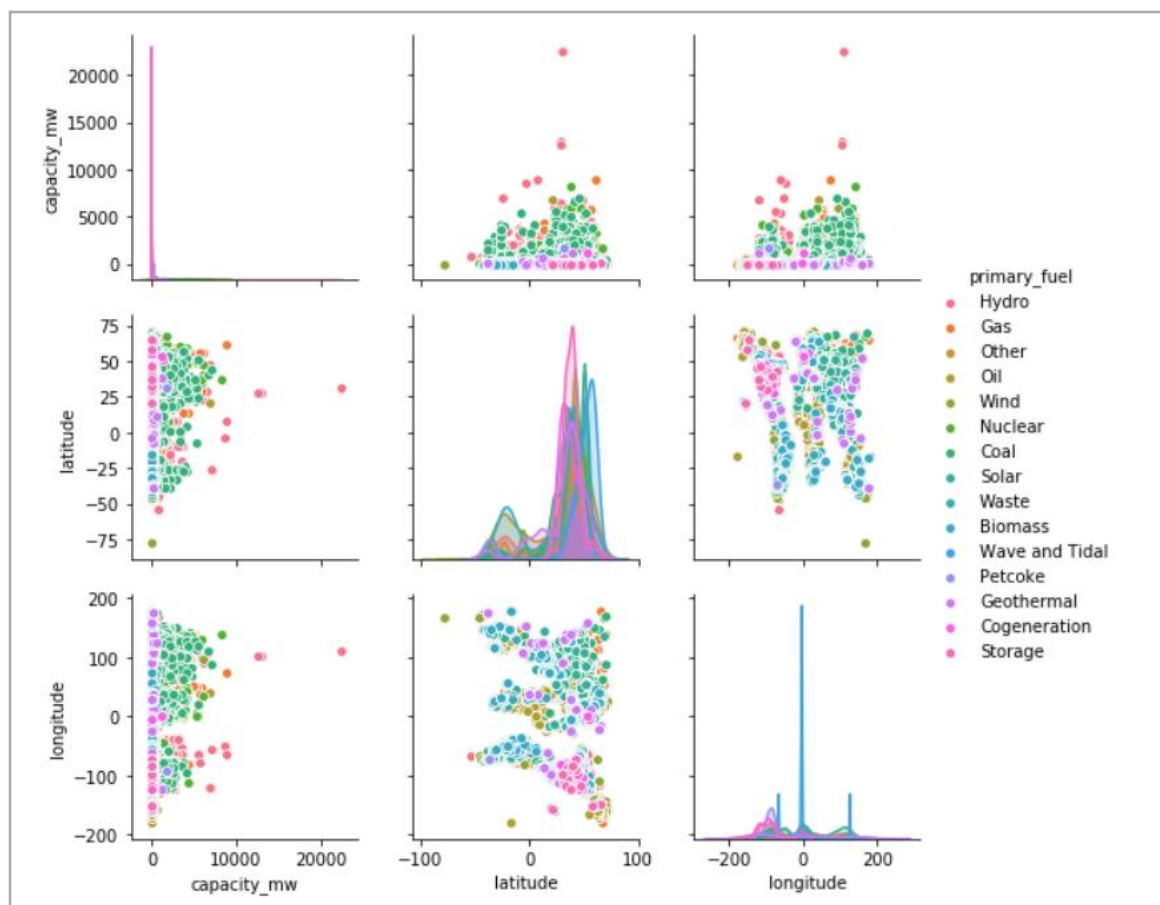 capacity_mw
20000
15000
10000
5000
0
latitude
75
50
25
0
−25
−50
−75
longitude
200
100
0
−100
−200
0
10000
20000
capacity_mw
−100
0
100
latitude
−200
0
200
longitude
primary_fuel
Hydro
Gas
Other
Oil
Wind
Nuclear
Coal
Solar
Waste
Biomass
Wave and Tidal
Petcoke
Geothermal
Cogeneration
Storage